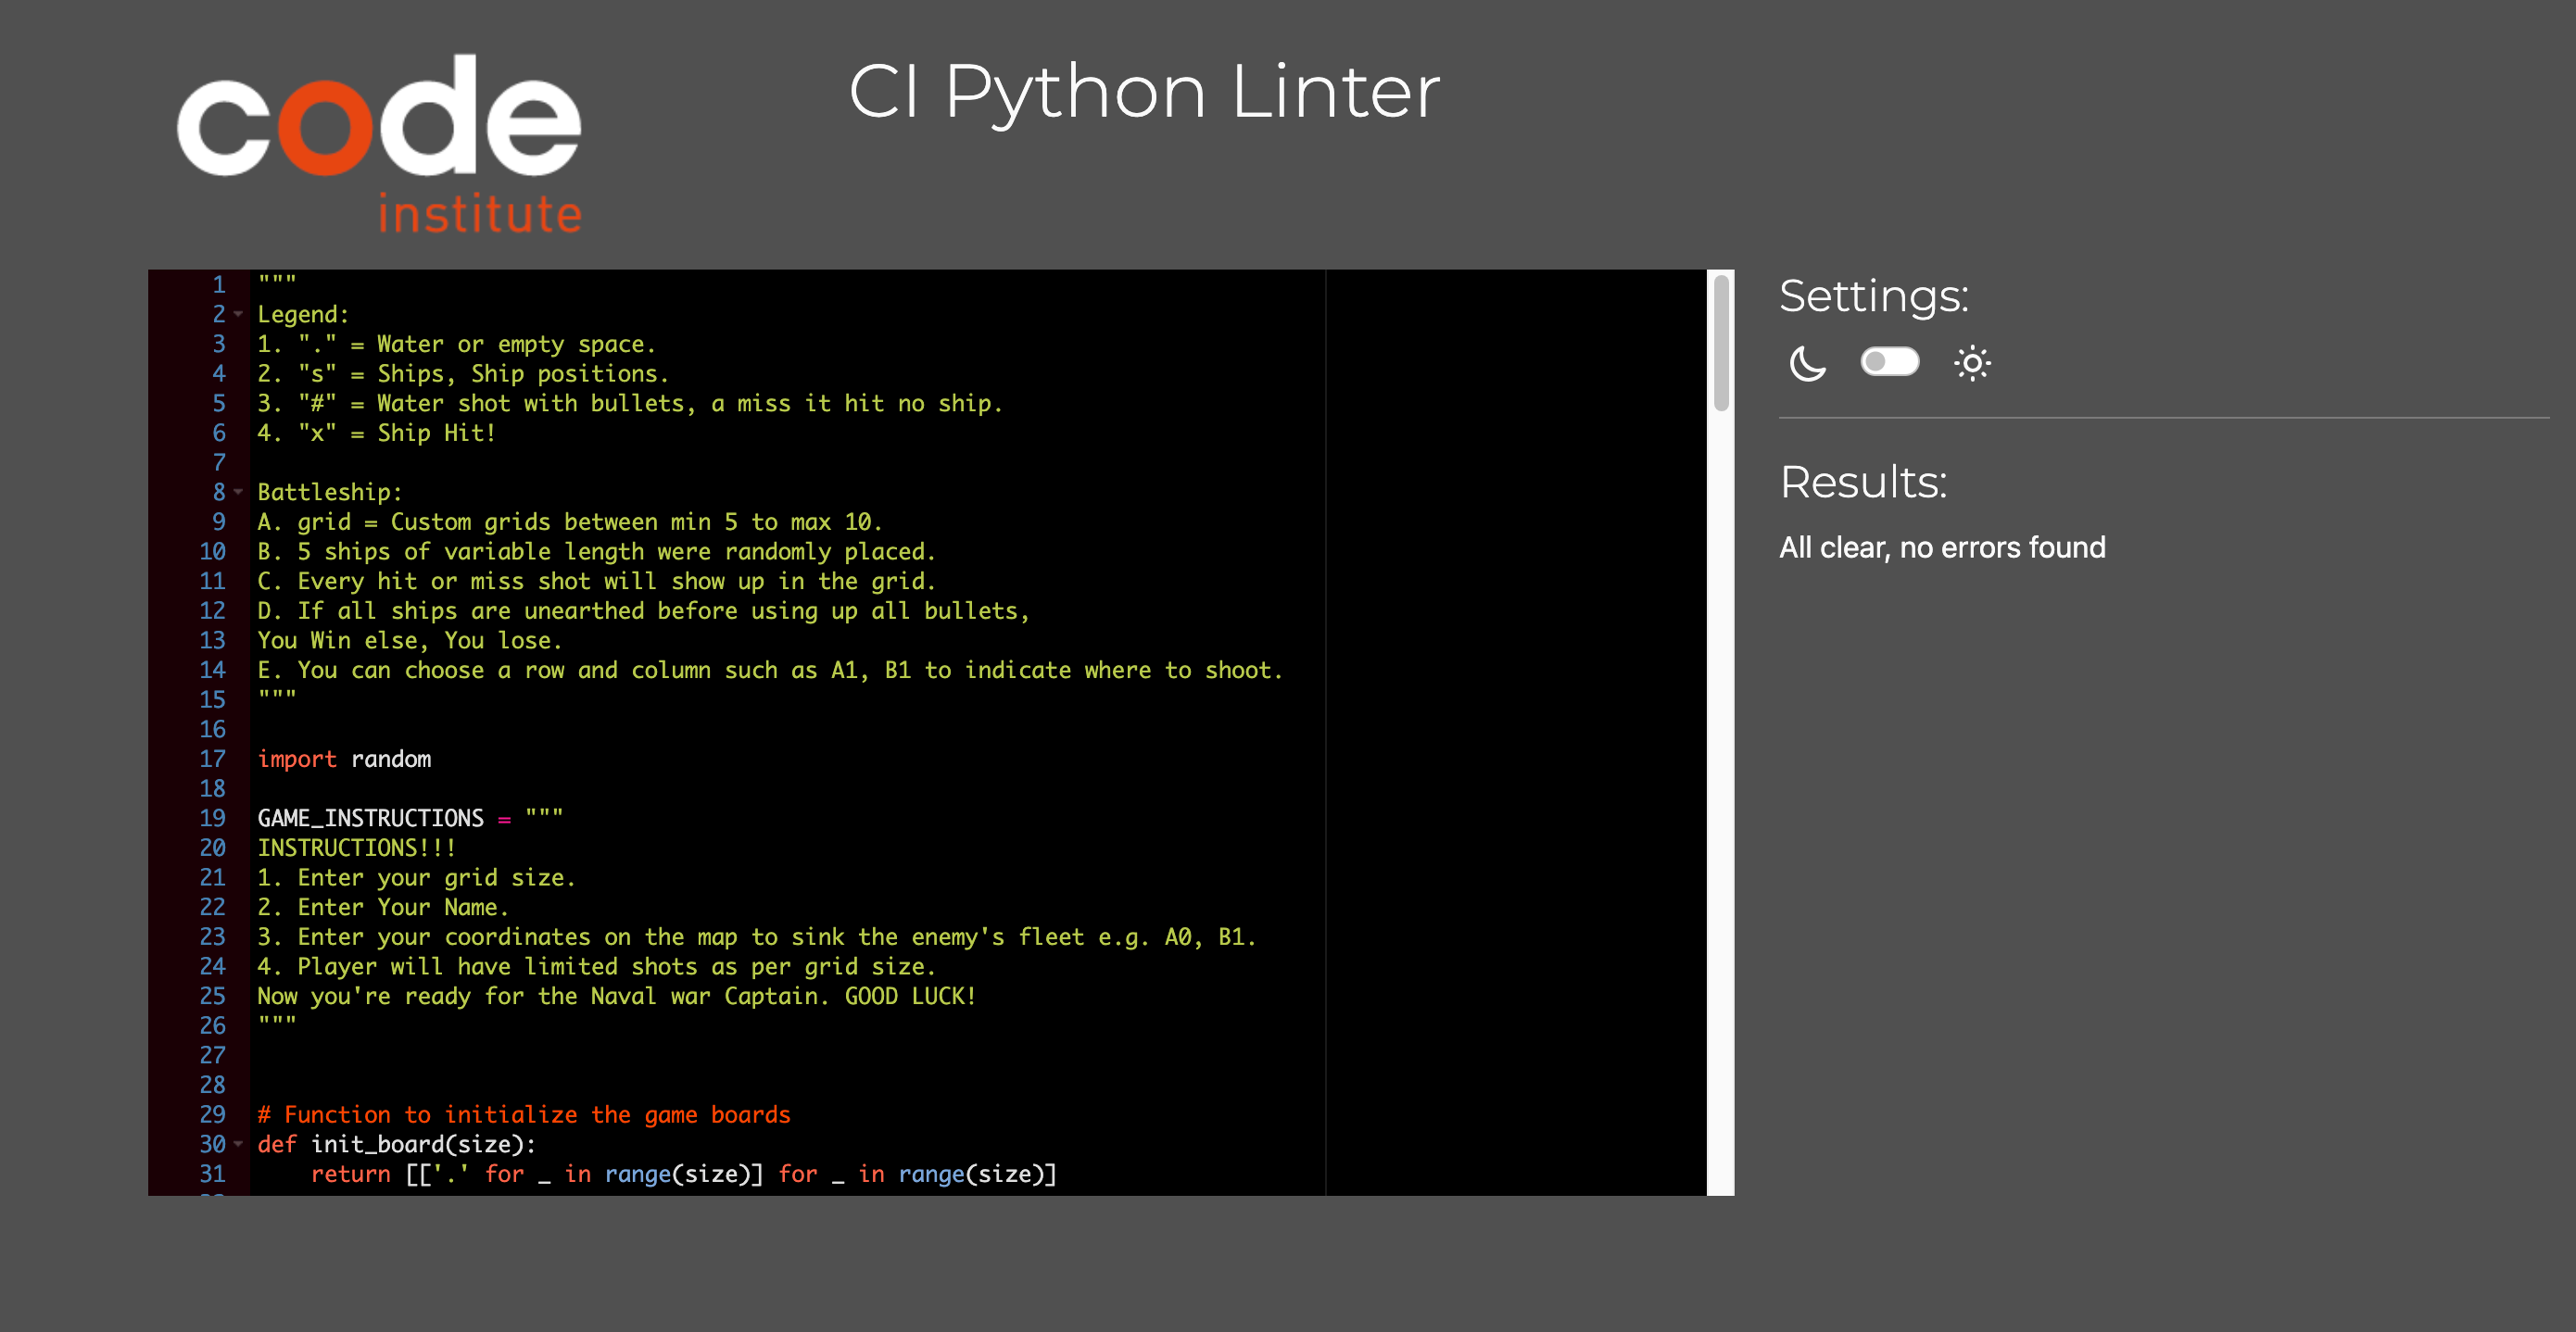 code
institute
CI Python Linter
1 """
2 Legend:
3 1. "." = Water or empty space.
4 2. "s" = Ships, Ship positions.
5 3. "#" = Water shot with bullets, a miss it hit no ship.
6 4. "x" = Ship Hit!
7
8 Battleship:
9 A. grid = Custom grids between min 5 to max 10.
10 B. 5 ships of variable length were randomly placed.
11 C. Every hit or miss shot will show up in the grid.
12 D. If all ships are unearthed before using up all bullets,
13 You Win else, You lose.
14 E. You can choose a row and column such as A1, B1 to indicate where to shoot.
15 """
16
17 import random
18
19 GAME_INSTRUCTIONS = """
20 INSTRUCTIONS!!!
21 1. Enter your grid size.
22 2. Enter Your Name.
23 3. Enter your coordinates on the map to sink the enemy's fleet e.g. A0, B1.
24 4. Player will have limited shots as per grid size.
25 Now you're ready for the Naval war Captain. GOOD LUCK!
26 """
27
28
29 # Function to initialize the game boards
30 def init_board(size):
31     return [['.' for _ in range(size)] for _ in range(size)]
Settings:
Results:
All clear, no errors found